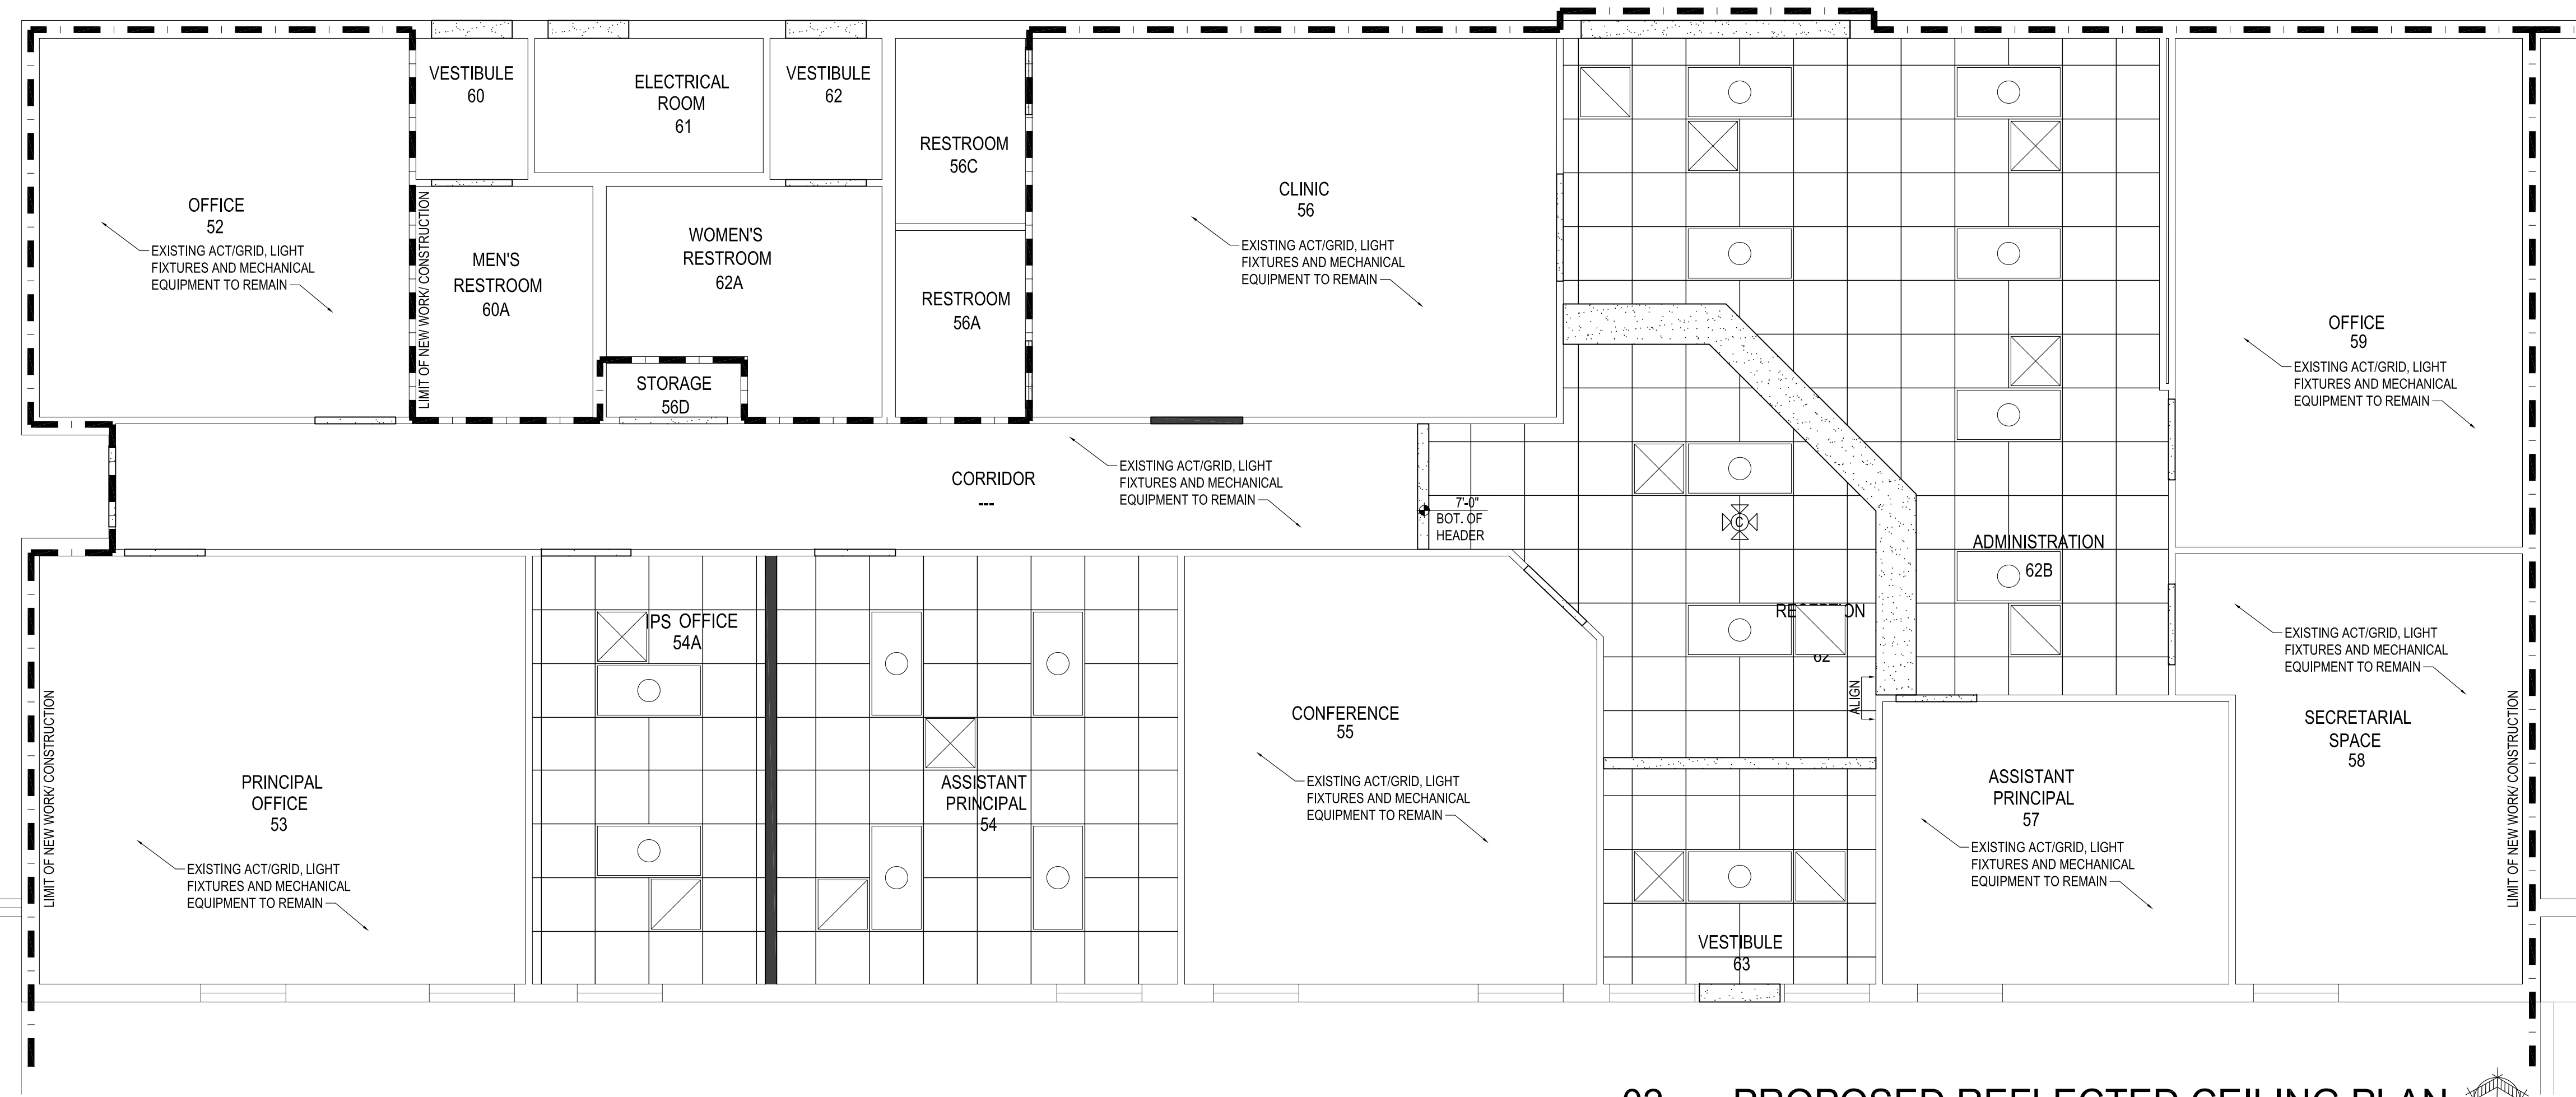 VESTIBULE
60
ELECTRICAL
ROOM
61
VESTIBULE
62
RESTROOM
56C
OFFICE
52
EXISTING ACT/GRID, LIGHT
FIXTURES AND MECHANICAL
EQUIPMENT TO REMAIN
LIMIT OF NEW WORK/ CONSTRUCTION
MEN'S
RESTROOM
60A
WOMEN'S
RESTROOM
62A
RESTROOM
56A
STORAGE
56D
CLINIC
56
EXISTING ACT/GRID, LIGHT
FIXTURES AND MECHANICAL
EQUIPMENT TO REMAIN
OFFICE
59
EXISTING ACT/GRID, LIGHT
FIXTURES AND MECHANICAL
EQUIPMENT TO REMAIN
CORRIDOR
---
EXISTING ACT/GRID, LIGHT
FIXTURES AND MECHANICAL
EQUIPMENT TO REMAIN
7'-0"
BOT. OF
HEADER
C
ADMINISTRATION
62B
62
ALIGN
IPS OFFICE
54A
LIMIT OF NEW WORK/ CONSTRUCTION
PRINCIPAL
OFFICE
53
EXISTING ACT/GRID, LIGHT
FIXTURES AND MECHANICAL
EQUIPMENT TO REMAIN
ASSISTANT
PRINCIPAL
54
CONFERENCE
55
EXISTING ACT/GRID, LIGHT
FIXTURES AND MECHANICAL
EQUIPMENT TO REMAIN
VESTIBULE
63
ASSISTANT
PRINCIPAL
57
EXISTING ACT/GRID, LIGHT
FIXTURES AND MECHANICAL
EQUIPMENT TO REMAIN
EXISTING ACT/GRID, LIGHT
FIXTURES AND MECHANICAL
EQUIPMENT TO REMAIN
SECRETARIAL
SPACE
58
LIMIT OF NEW WORK/ CONSTRUCTION
PROPOSED REFLECTED CEILING PLAN